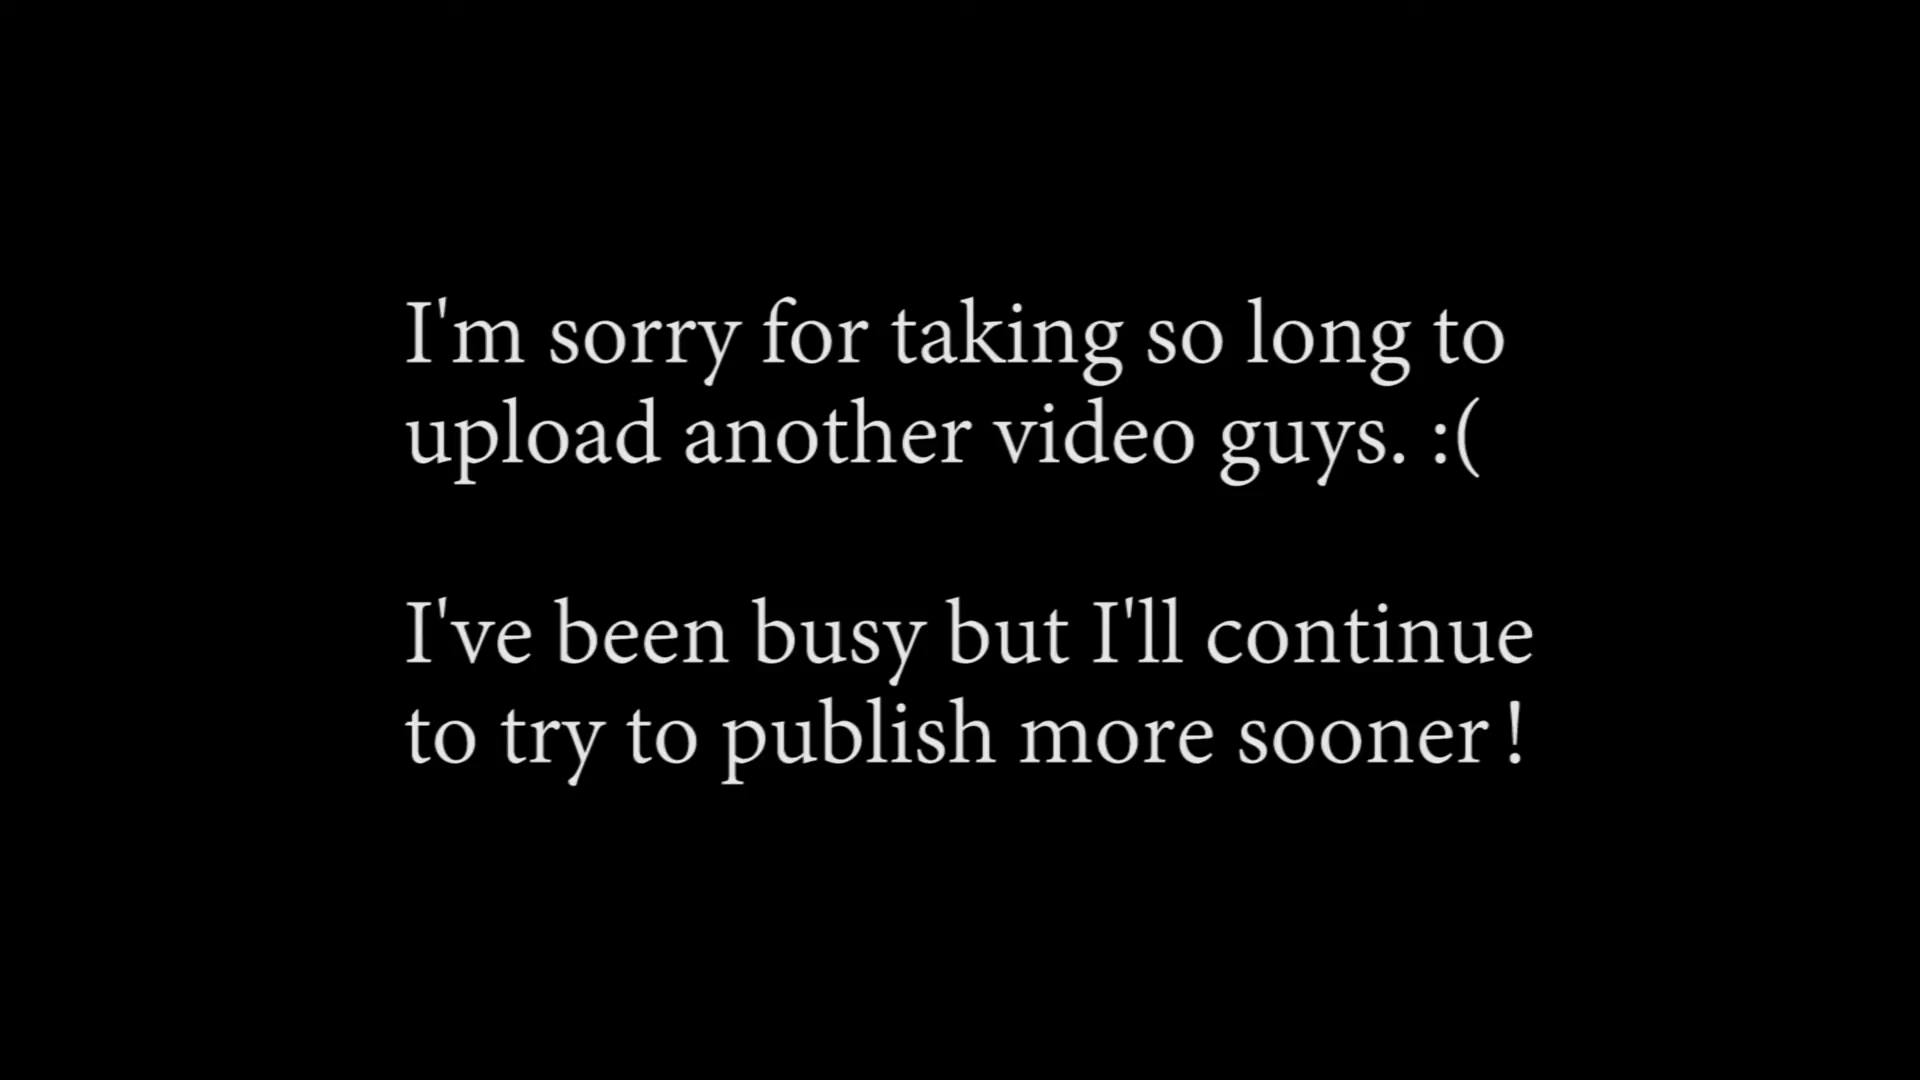 I'm sorry for taking so long to
upload another video guys. :(
I've been busy but I'll continue
to try to publish more sooner!